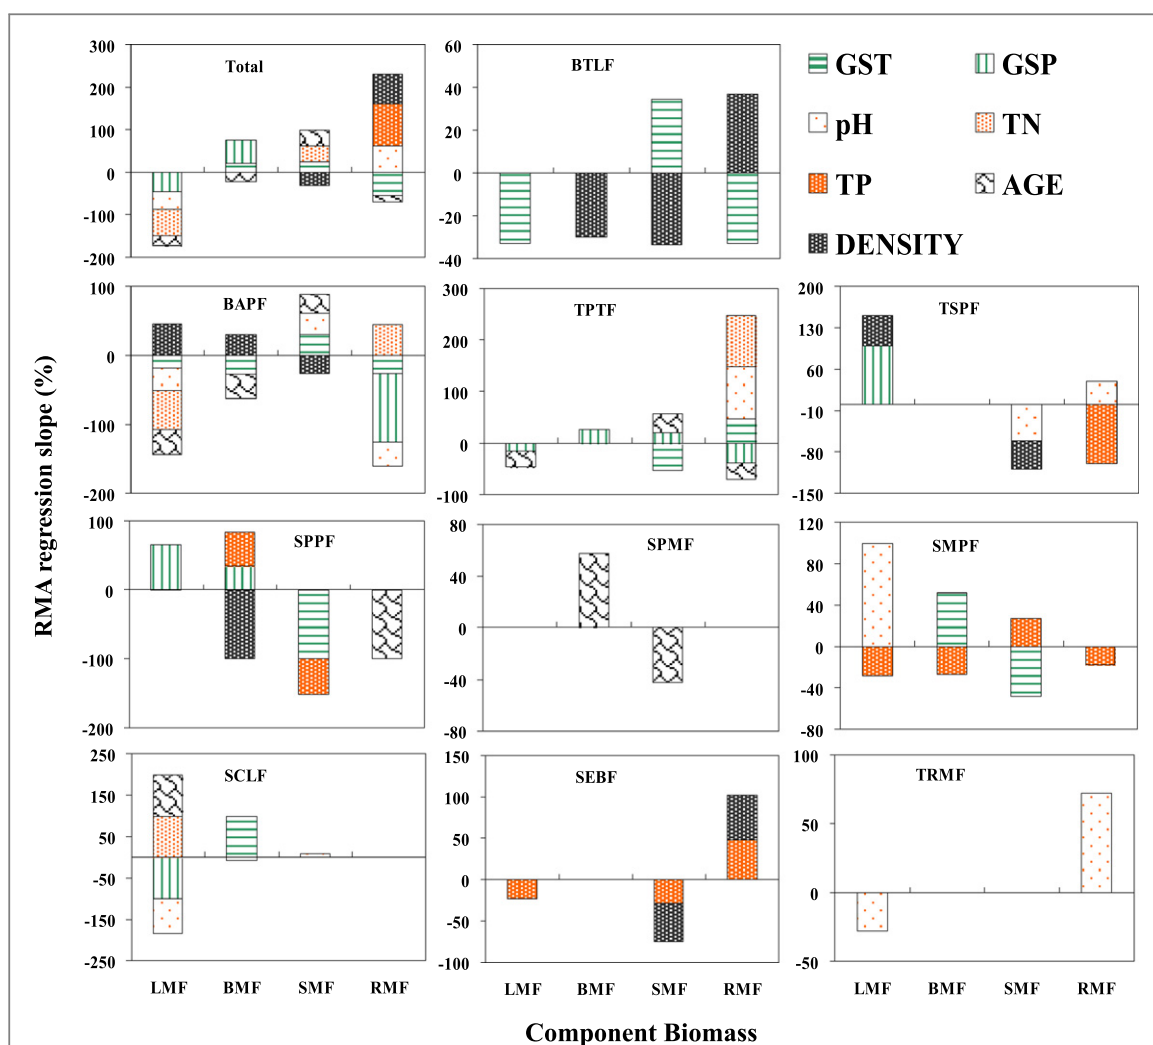 RMA regression slope (%)
Total
300
200
100
0
-100
-200
BTLF
60
40
20
0
-20
-40
GST
GSP
pH
TN
TP
AGE
DENSITY
BAPF
100
0
-100
-200
TPTF
300
200
100
0
-100
TSPF
200
130
60
-10
-80
-150
SPPF
100
0
-100
-200
SPMF
80
40
0
-40
-80
SMPF
120
80
40
0
-40
-80
SCLF
250
150
50
-50
-150
-250
LMF BMF SMF RMF
SEBF
150
100
50
0
-50
-100
LMF BMF SMF RMF
TRMF
100
50
0
-50
LMF BMF SMF RMF
Component Biomass